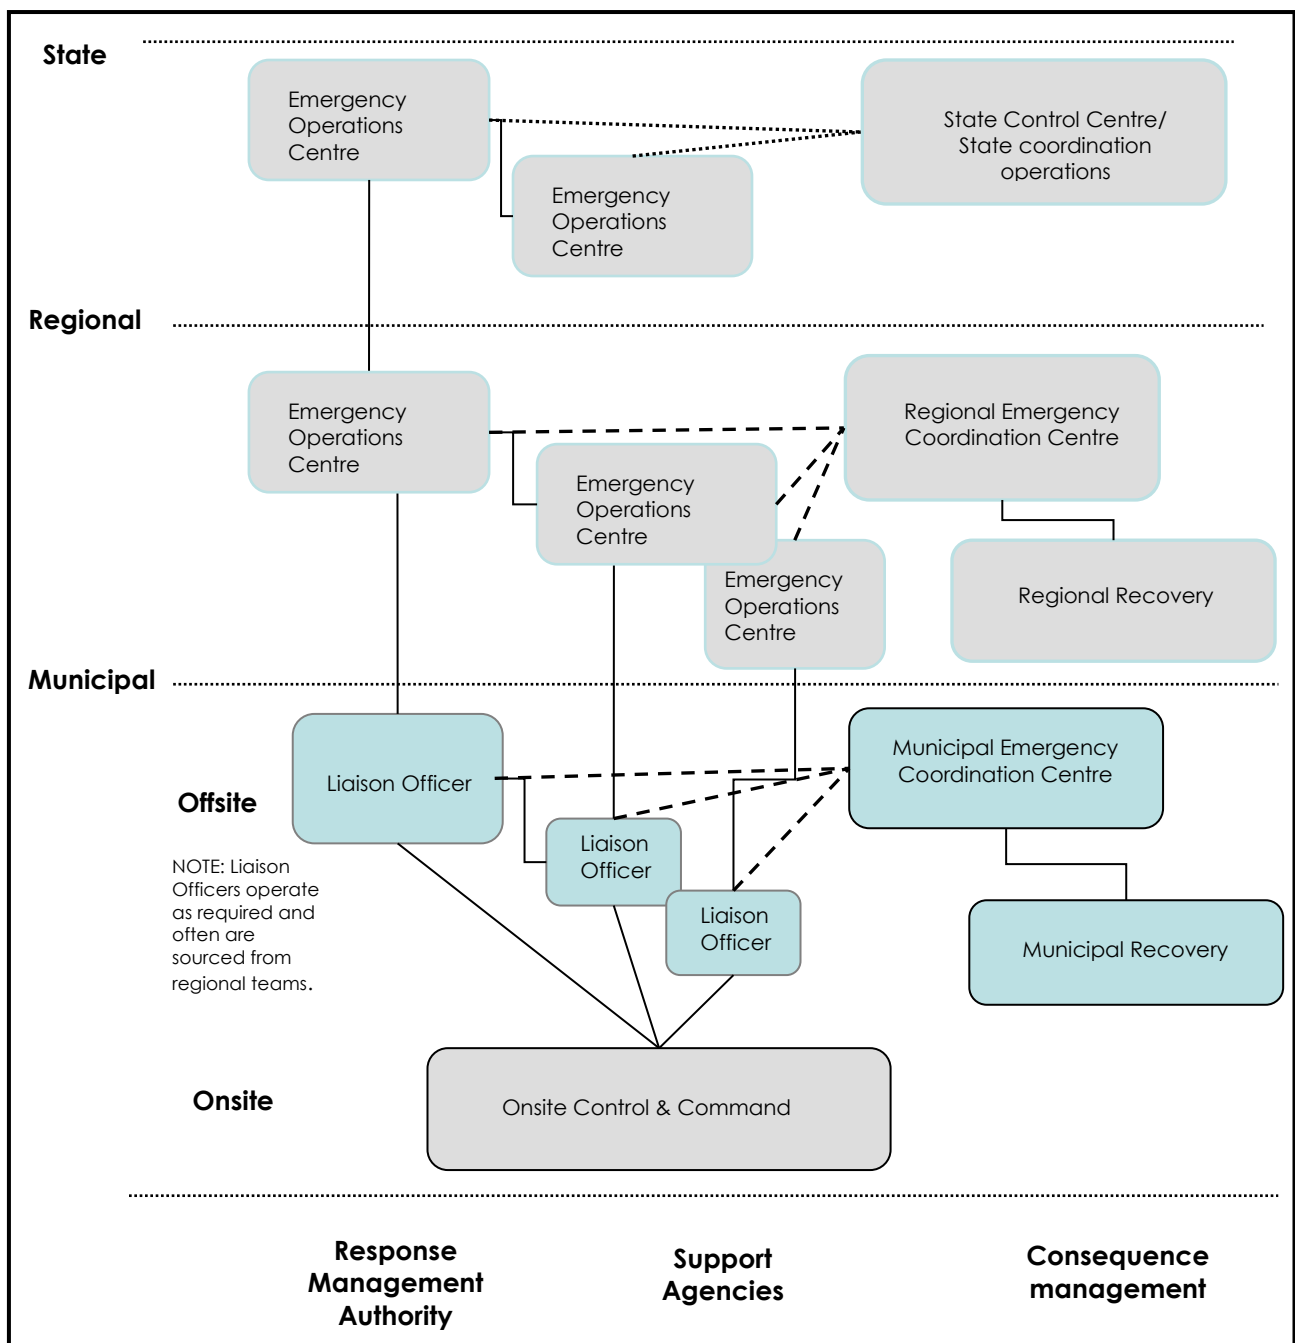 State
Emergency
Operations
Centre
State Control Centre/
State coordination
operations
Emergency
Operations
Centre
Regional
Emergency
Operations
Centre
Regional Emergency
Coordination Centre
Emergency
Operations
Centre
Emergency
Operations
Centre
Regional Recovery
Municipal
Liaison Officer
Municipal Emergency
Coordination Centre
Offsite
NOTE: Liaison
Officers operate
as required and
often are
sourced from
regional teams.
Liaison
Officer
Liaison
Officer
Municipal Recovery
Onsite
Onsite Control & Command
Response
Management
Authority
Support
Agencies
Consequence
management